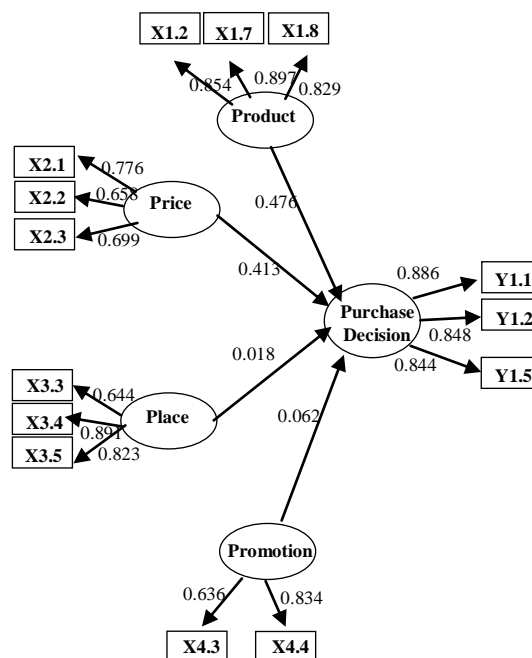 X1.2 X1.7 X1.8
0.854 0.897 0.829
Product
X2.1
0.776
X2.2
0.658
Price
X2.3
0.699
0.476
0.413
Purchase
Decision
0.886
Y1.1
Y1.2
0.848
0.844
Y1.5
0.018
X3.3
0.644
X3.4
0.891
Place
X3.5
0.823
0.062
Promotion
0.636 0.834
X4.3 X4.4